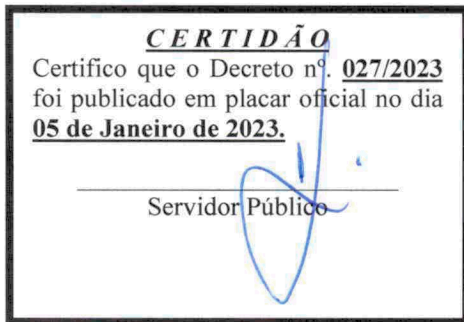 CERTIDÃO
Certifico que o Decreto nº. 027/2023
foi publicado em placar oficial no dia
05 de Janeiro de 2023.
Servidor Público